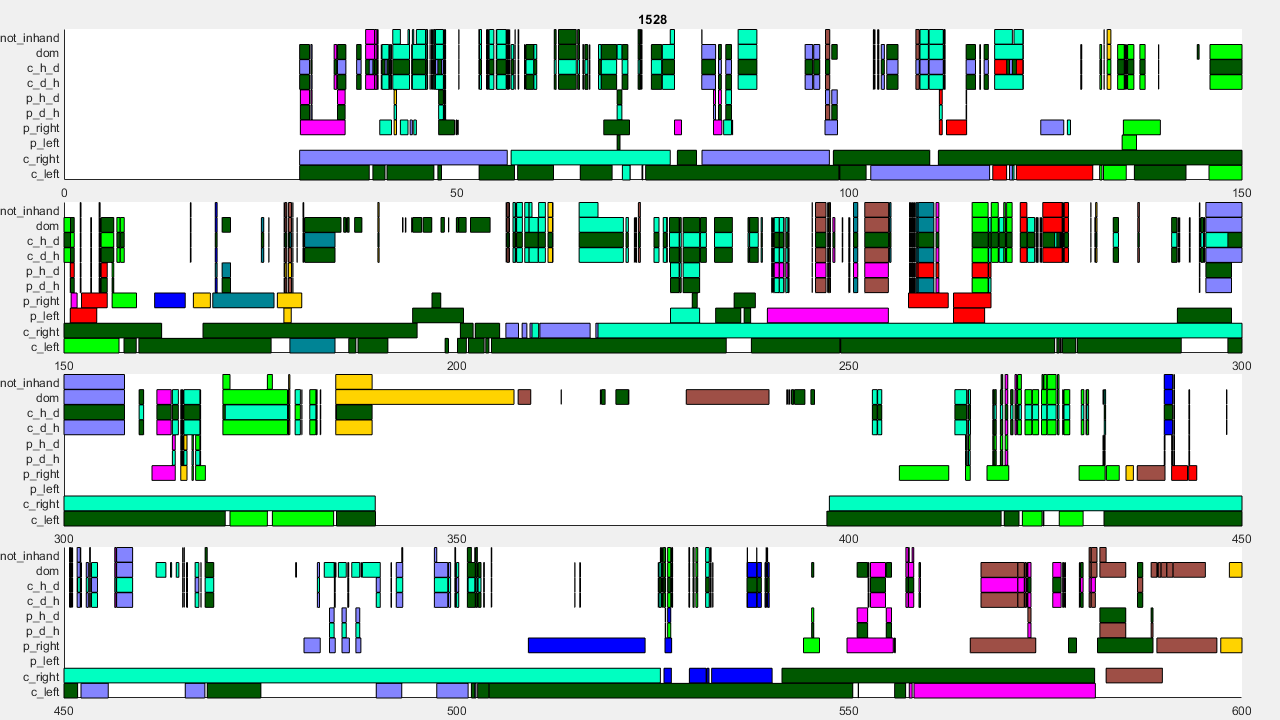 1528
not_inhand
dom
c_h_d
c_d_h
p_h_d
p_d_h
p_right
p_left
c_right
c_left
0 50 100 150
not_inhand
dom
c_h_d
c_d_h
p_h_d
p_d_h
p_right
p_left
c_right
c_left
150 200 250 300
not_inhand
dom
c_h_d
c_d_h
p_h_d
p_d_h
p_right
p_left
c_right
c_left
300 350 400 450
not_inhand
dom
c_h_d
c_d_h
p_h_d
p_d_h
p_right
p_left
c_right
c_left
450 500 550 600